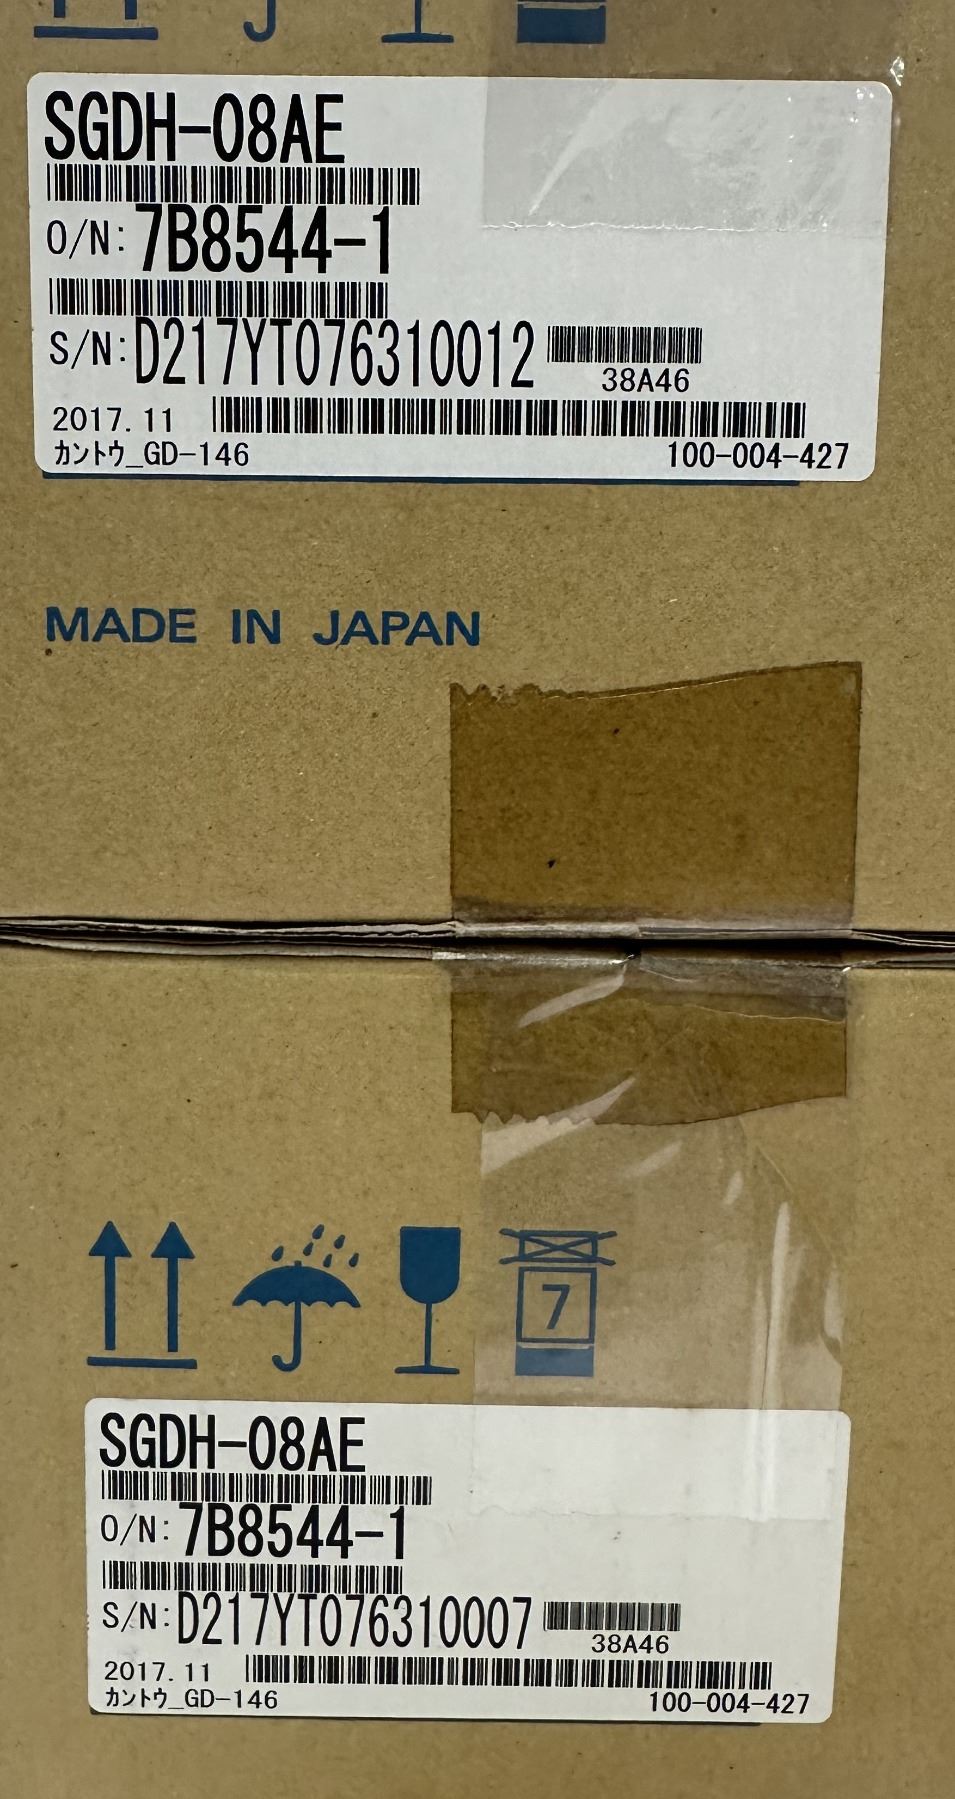 SGDH-08AE
O/N: 7B8544-1
S/N: D217YT076310012
38A46
2017.11
カントウ_GD-146
100-004-427
MADE IN JAPAN
7
SGDH-08AE
O/N: 7B8544-1
S/N: D217YT076310007
38A46
2017.11
カントウ_GD-146
100-004-427